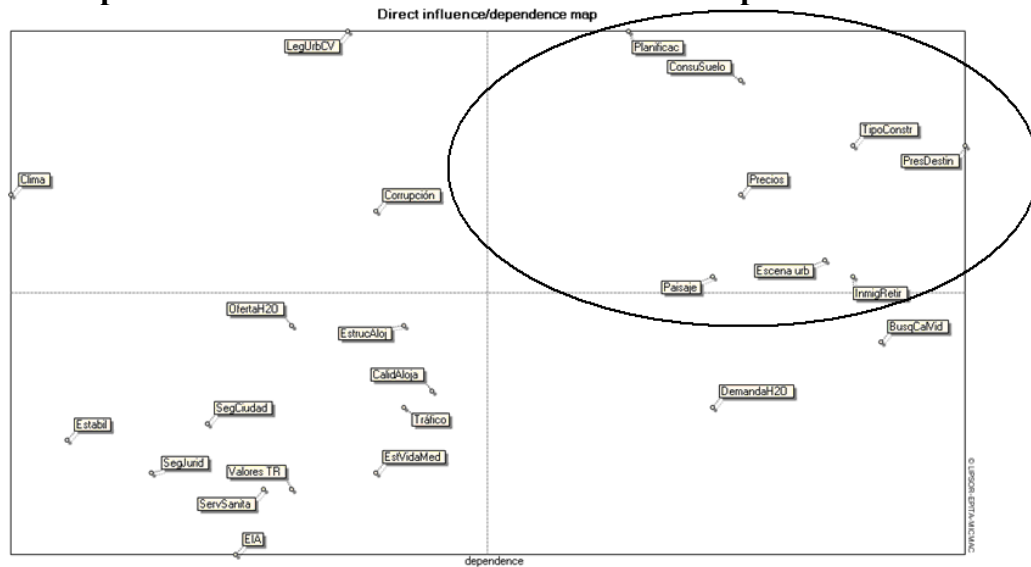 Direct influence/dependence map
LegUrbCV
Planificac
ConsuSuelo
TipoConstr
PresDestin
Clima
Corrupción
Precios
Escena urb
Paisaje
InmigRetir
OfertaH2O
EstrucAloj
BusqCalVid
CalidAloja
DemandaH2O
SegCiudad
Tráfico
Estabil
SegJurid
Valores TR
EstVidaMed
ServSanita
EIA
dependence
© LIPSOR-EPITA-MICMAC